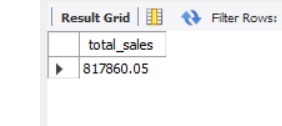 Result Grid Filter Rows:
total_sales
817860.05